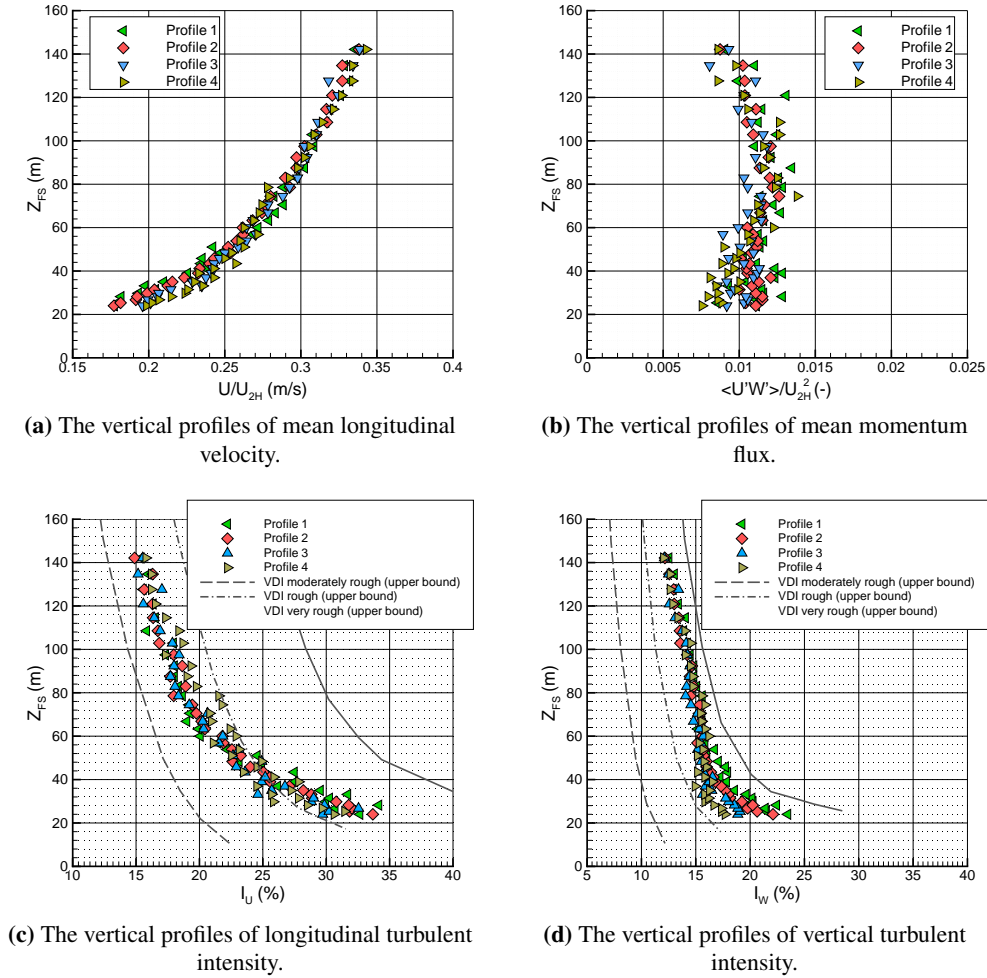 Profile 1
Profile 2
Profile 3
Profile 4
160
140
120
100
80
60
40
20
0
Z_FS (m)
0.15 0.2 0.25 0.3 0.35 0.4
U/U_2H (m/s)
(a) The vertical profiles of mean longitudinal
velocity.
Profile 1
Profile 2
Profile 3
Profile 4
160
140
120
100
80
60
40
20
0
Z_FS (m)
0 0.005 0.01 0.015 0.02 0.025
<U'W'>/U_2H^2 (-)
(b) The vertical profiles of mean momentum
flux.
Profile 1
Profile 2
Profile 3
Profile 4
VDI moderately rough (upper bound)
VDI rough (upper bound)
VDI very rough (upper bound)
160
140
120
100
80
60
40
20
0
Z_FS (m)
10 15 20 25 30 35 40
I_U (%)
(c) The vertical profiles of longitudinal turbulent
intensity.
Profile 1
Profile 2
Profile 3
Profile 4
VDI moderately rough (upper bound)
VDI rough (upper bound)
VDI very rough (upper bound)
160
140
120
100
80
60
40
20
0
Z_FS (m)
5 10 15 20 25 30 35 40
I_W (%)
(d) The vertical profiles of vertical turbulent
intensity.